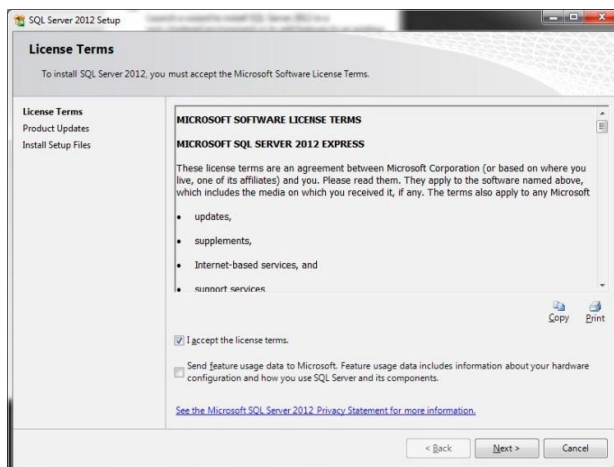 SQL Server 2012 Setup
License Terms
To install SQL Server 2012, you must accept the Microsoft Software License Terms.
License Terms
Product Updates
Install Setup Files
MICROSOFT SOFTWARE LICENSE TERMS
MICROSOFT SQL SERVER 2012 EXPRESS
These license terms are an agreement between Microsoft Corporation (or based on where you
live, one of its affiliates) and you. Please read them. They apply to the software named above,
which includes the media on which you received it, if any. The terms also apply to any Microsoft
• updates,
• supplements,
• Internet-based services, and
• support services
Copy Print
I accept the license terms.
Send feature usage data to Microsoft. Feature usage data includes information about your hardware
configuration and how you use SQL Server and its components.
See the Microsoft SQL Server 2012 Privacy Statement for more information.
< Back Next > Cancel